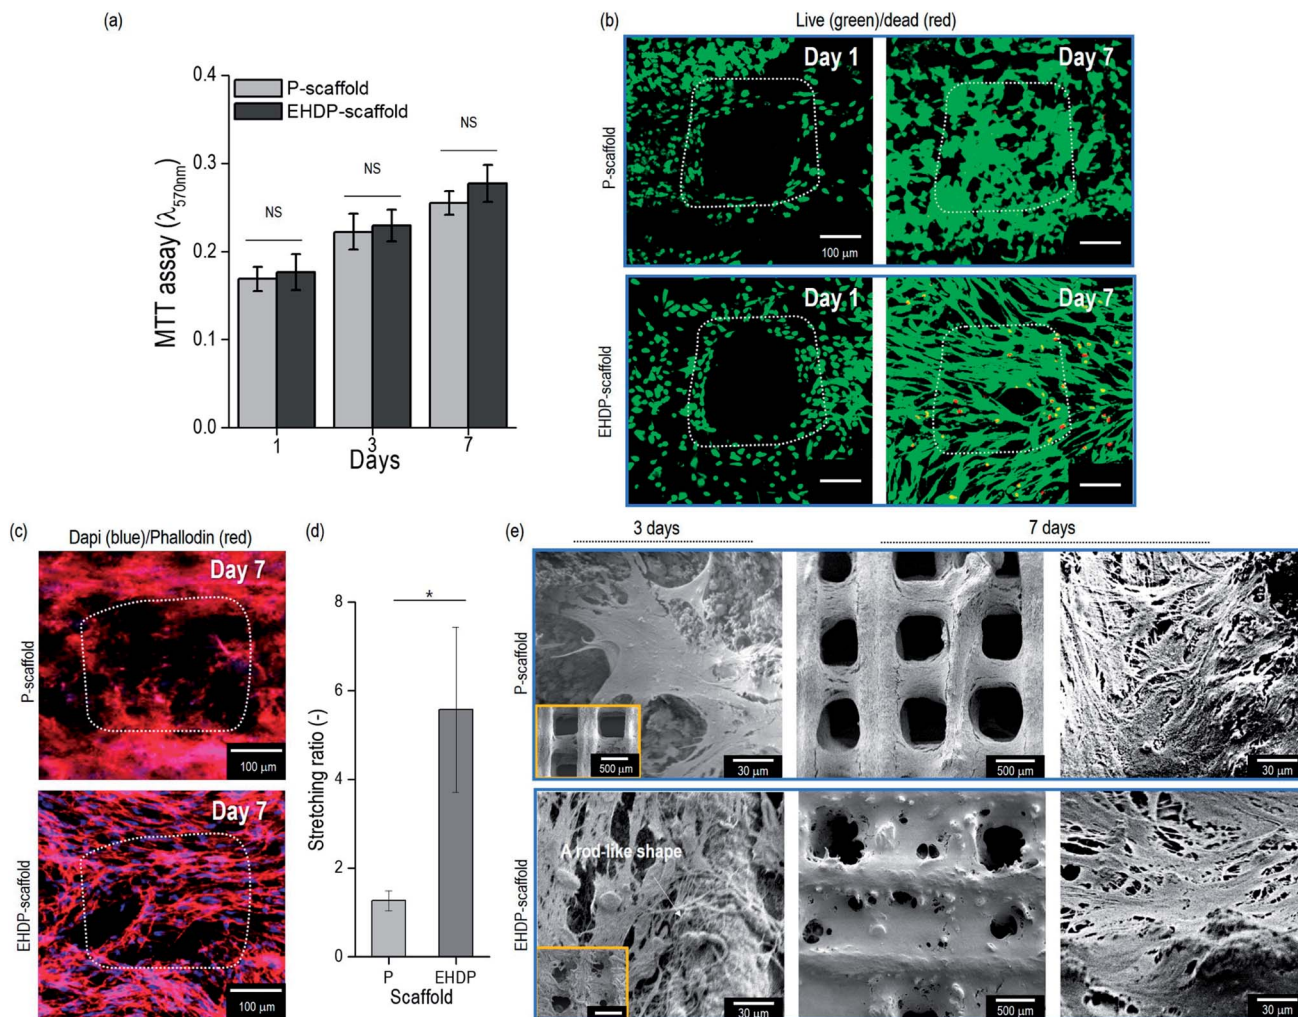 (a)
0.4
0.3
0.2
0.1
0.0
MTT assay (λ570nm)
P-scaffold
EHDP-scaffold
NS
NS
NS
1
3
7
Days
(b)
Live (green)/dead (red)
P-scaffold
Day 1
100 μm
Day 7
EHDP-scaffold
Day 1
Day 7
(c)
Dapi (blue)/Phallodin (red)
P-scaffold
Day 7
100 μm
EHDP-scaffold
Day 7
100 μm
(d)
8
6
4
2
0
Stretching ratio (-)
*
P
EHDP
Scaffold
(e)
3 days
7 days
P-scaffold
500 μm
30 μm
500 μm
30 μm
EHDP-scaffold
A rod-like shape
30 μm
500 μm
30 μm